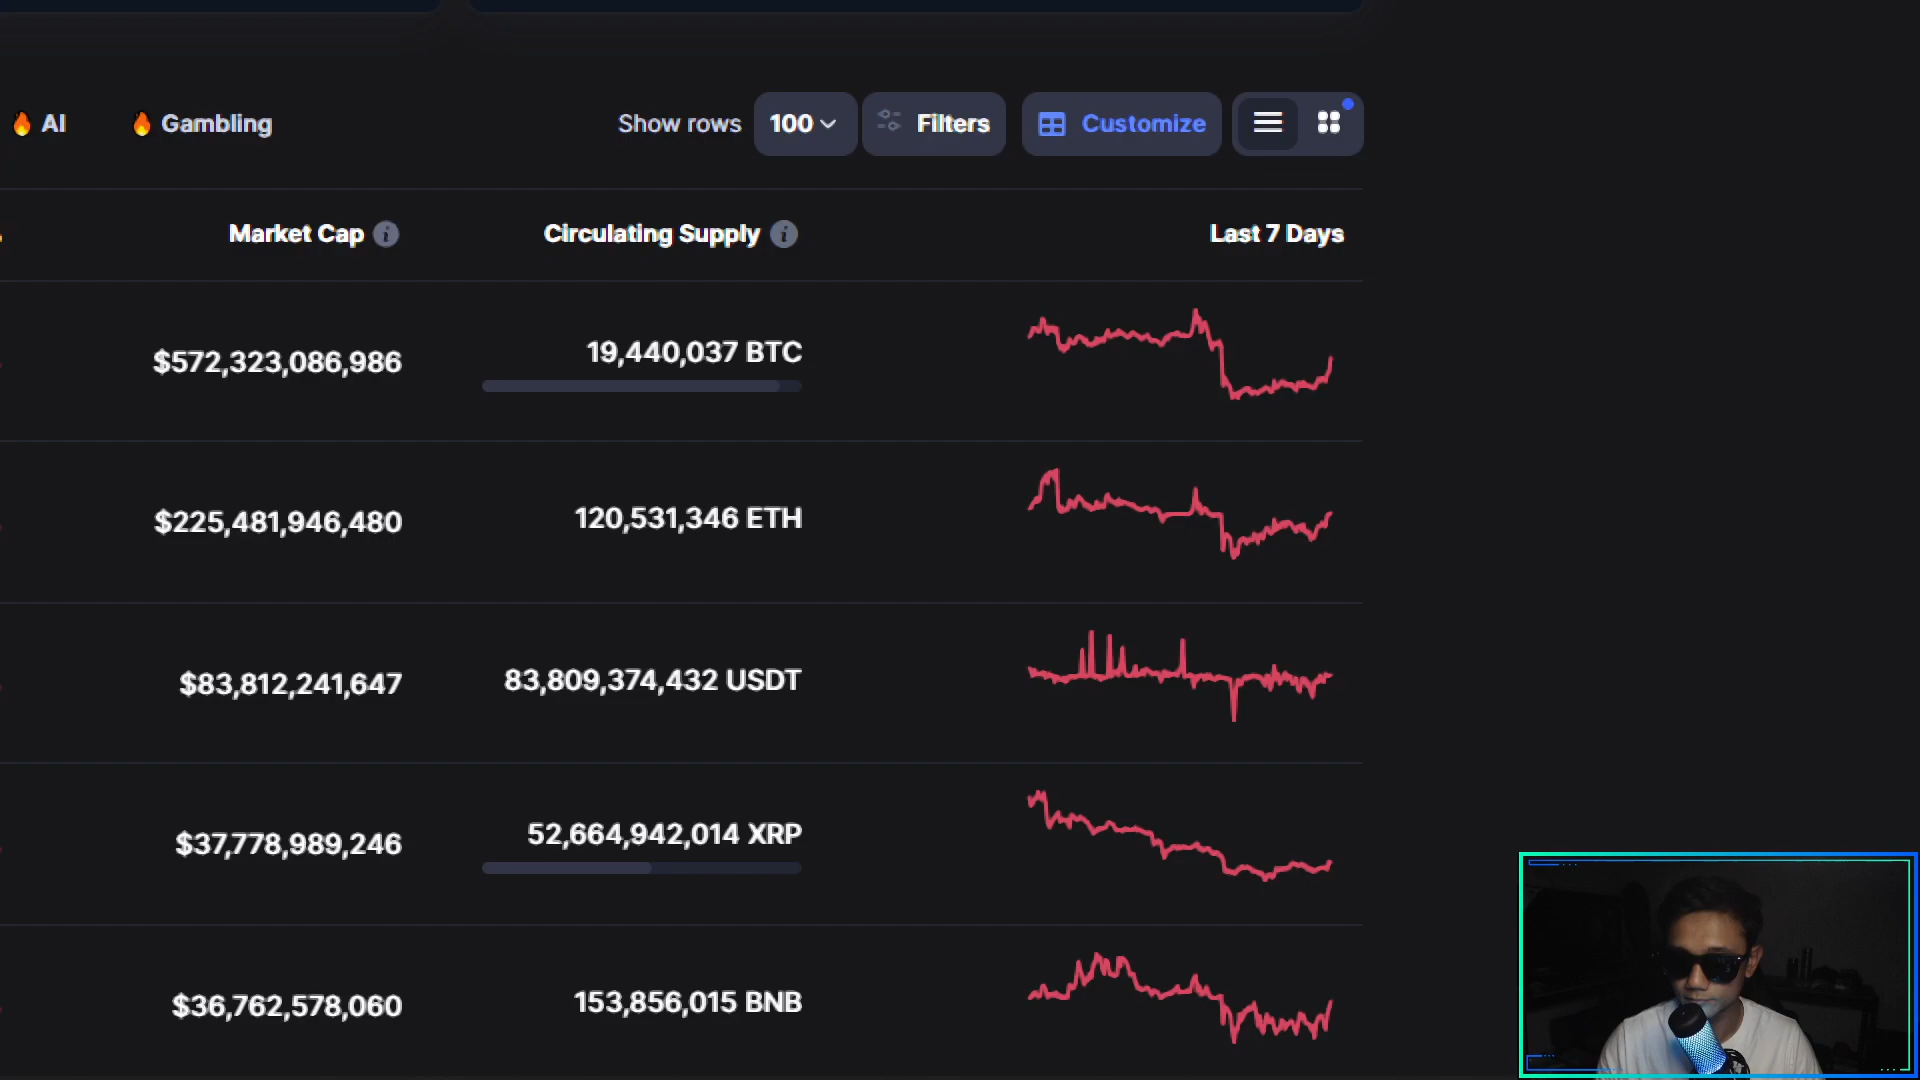 AI Gambling Show rows 100 Filters Customize
Market Cap Circulating Supply Last 7 Days
$572,323,086,986 19,440,037 BTC
$225,481,946,480 120,531,346 ETH
$83,812,241,647 83,809,374,432 USDT
$37,778,989,246 52,664,942,014 XRP
$36,762,578,060 153,856,015 BNB